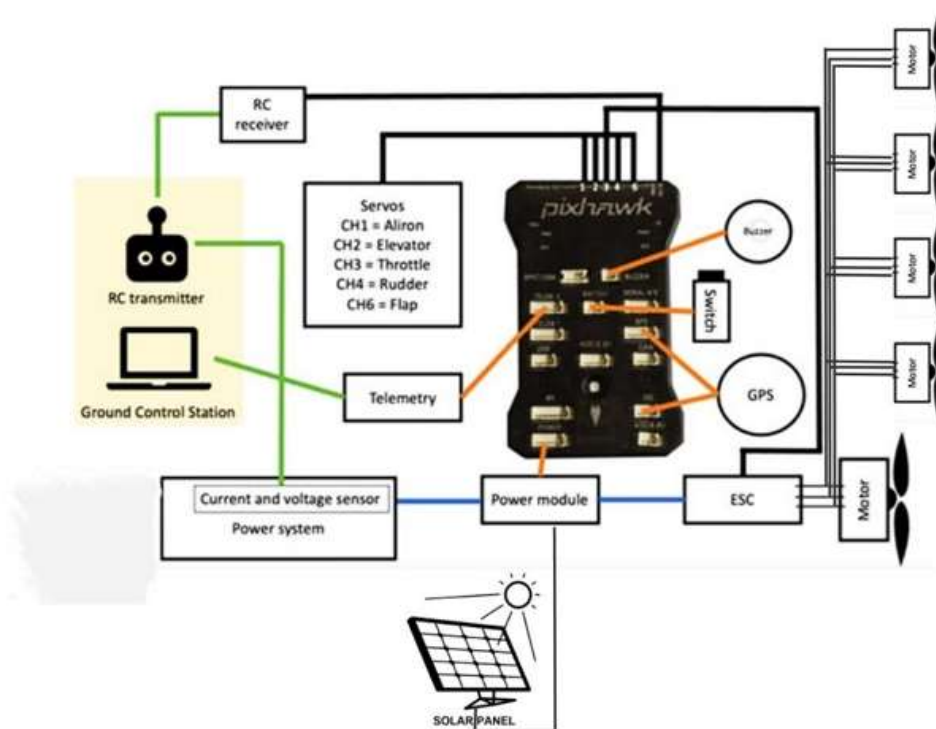 Motor
RC
receiver
Motor
1 2 3 4 6
Servos
CH1 = Aliron
CH2 = Elevator
CH3 = Throttle
CH4 = Rudder
CH6 = Flap
pixhawk
Buzzer
BUZZER
Motor
RC transmitter
Switch
Motor
Telemetry
GPS
Ground Control Station
POWER
Current and voltage sensor
Power system
Power module
ESC
Motor
SOLAR PANEL